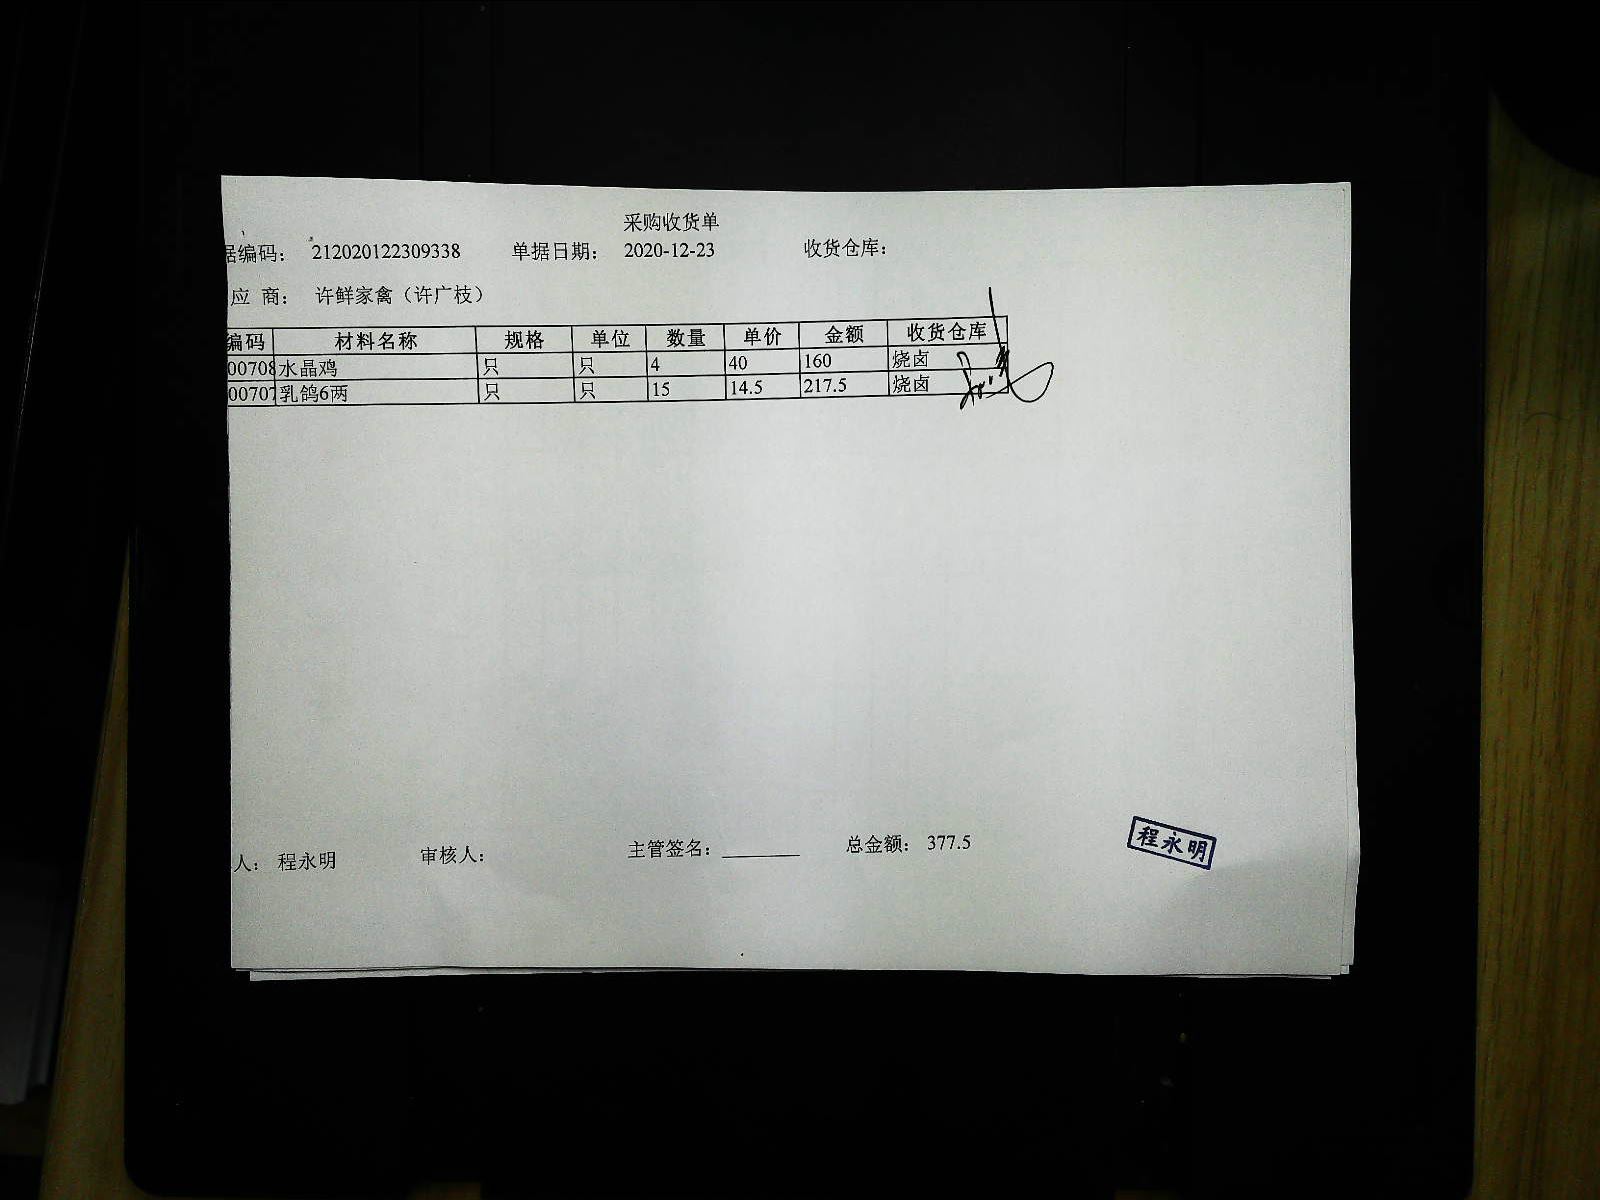 采购收货单
据编码： 212020122309338 单据日期： 2020-12-23 收货仓库：
应 商： 许鲜家禽（许广枝）
编码 材料名称 规格 单位 数量 单价 金额 收货仓库
00708 水晶鸡 只 只 4 40 160 烧卤
00707 乳鸽6两 只 只 15 14.5 217.5 烧卤
人： 程永明 审核人： 主管签名：________ 总金额： 377.5
程永明